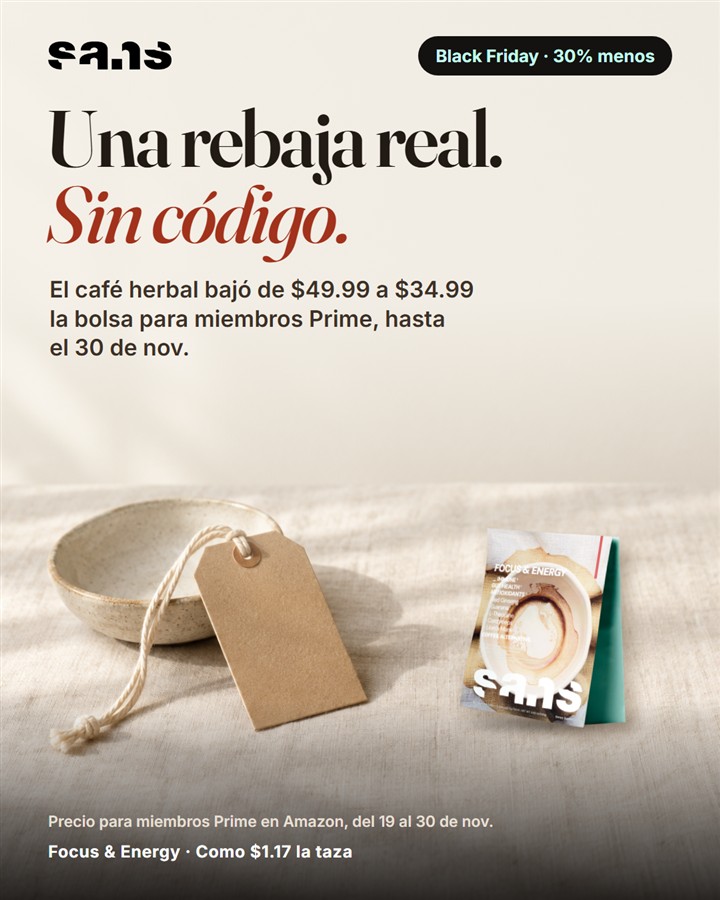 sans
Black Friday · 30% menos
Una rebaja real.
Sin código.
El café herbal bajó de $49.99 a $34.99
la bolsa para miembros Prime, hasta
el 30 de nov.
FOCUS & ENERGY
sans
Precio para miembros Prime en Amazon, del 19 al 30 de nov.
Focus & Energy · Como $1.17 la taza